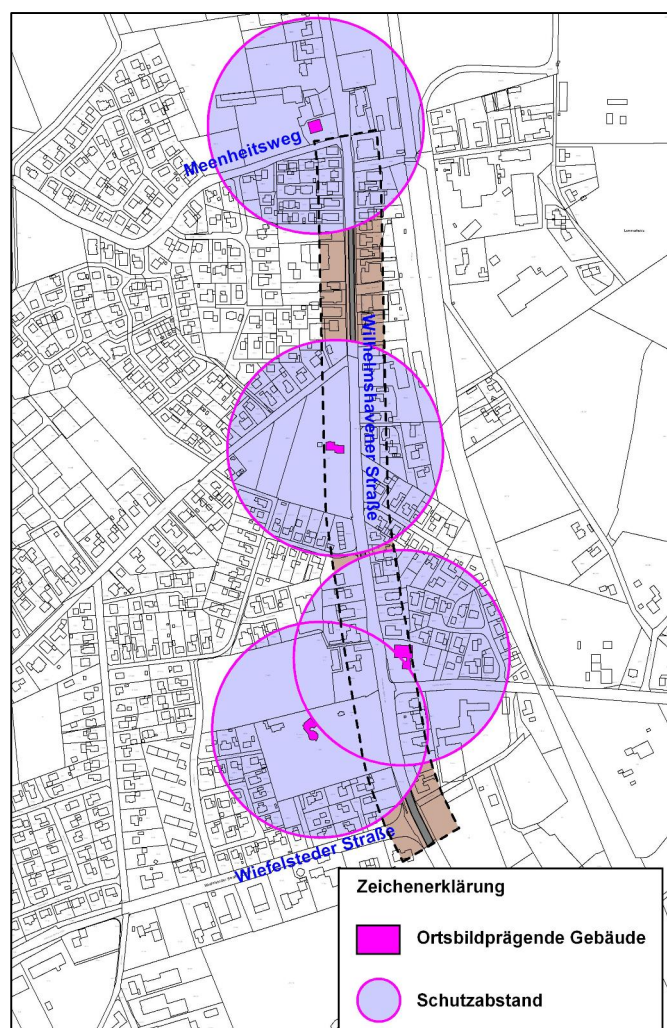 Meenheitsweg
Wilhelmshavener Straße
Wiefelsteder Straße
Zeichenerklärung
Ortsbildprägende Gebäude
Schutzabstand